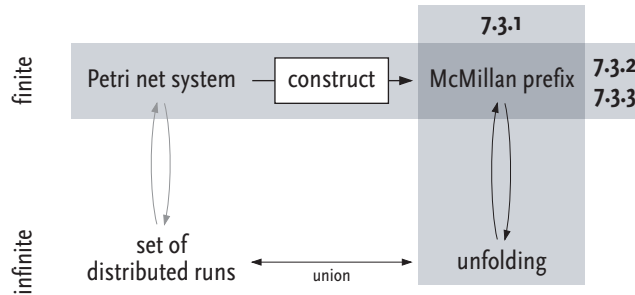 7.3.1
finite
Petri net system
construct
McMillan prefix
7.3.2
7.3.3
infinite
set of
distributed runs
union
unfolding